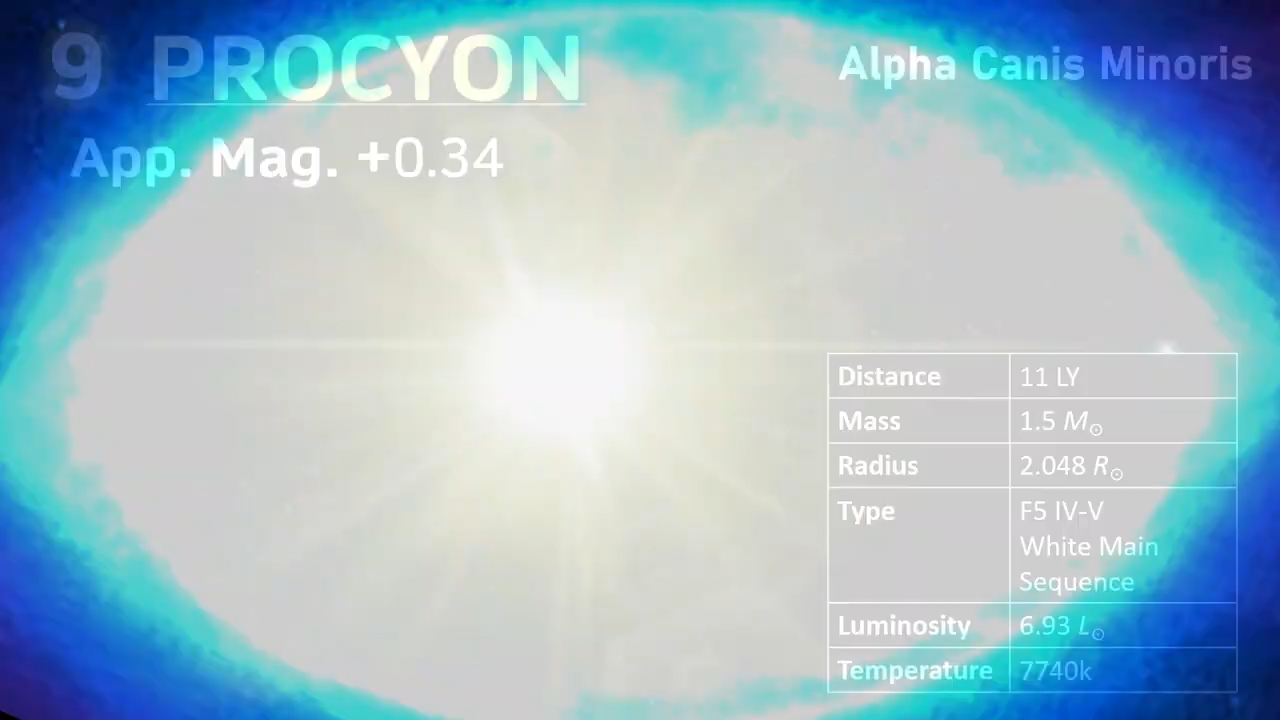 9 PROCYON
Alpha Canis Minoris
App. Mag. +0.34
Distance 11 LY
Mass 1.5 M☉
Radius 2.048 R☉
Type F5 IV-V
White Main
Sequence
Luminosity 6.93 L☉
Temperature 7740k